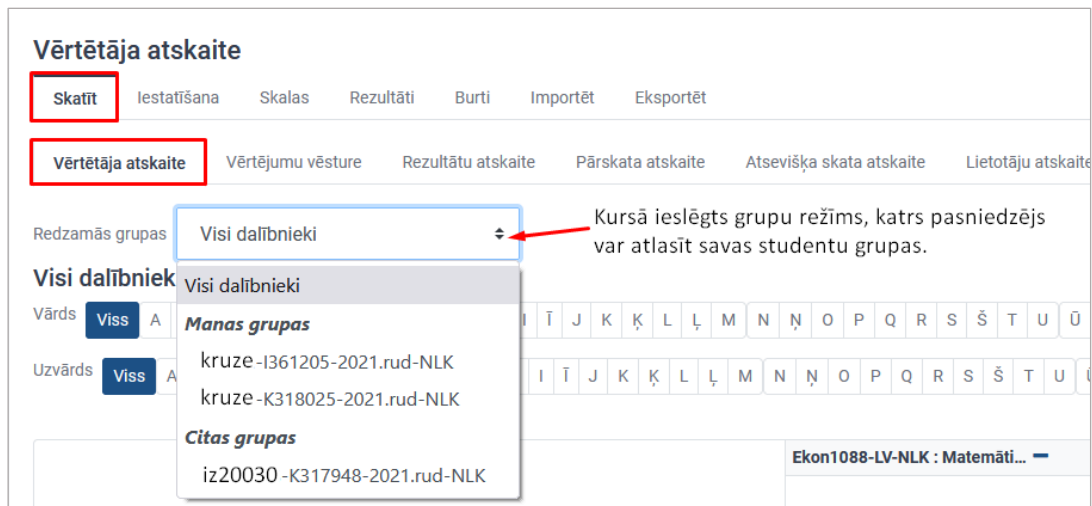 Vērtētāja atskaite
Skatīt Iestatīšana Skalas Rezultāti Burti Importēt Eksportēt
Vērtētāja atskaite Vērtējumu vēsture Rezultātu atskaite Pārskata atskaite Atsevišķa skata atskaite Lietotāju atskaite
Redzamās grupas Visi dalībnieki
Kursā ieslēgts grupu režīms, katrs pasniedzējs
var atlasīt savas studentu grupas.
Visi dalībniek
Visi dalībnieki
Vārds Viss A I Ī J K Ķ L Ļ M N Ņ O P Q R S Š T U Ū
Manas grupas
kruze-I361205-2021.rud-NLK
Uzvārds Viss A I Ī J K Ķ L Ļ M N Ņ O P Q R S Š T U
kruze-K318025-2021.rud-NLK
Citas grupas
Ekon1088-LV-NLK : Matemāti...
iz20030 -K317948-2021.rud-NLK